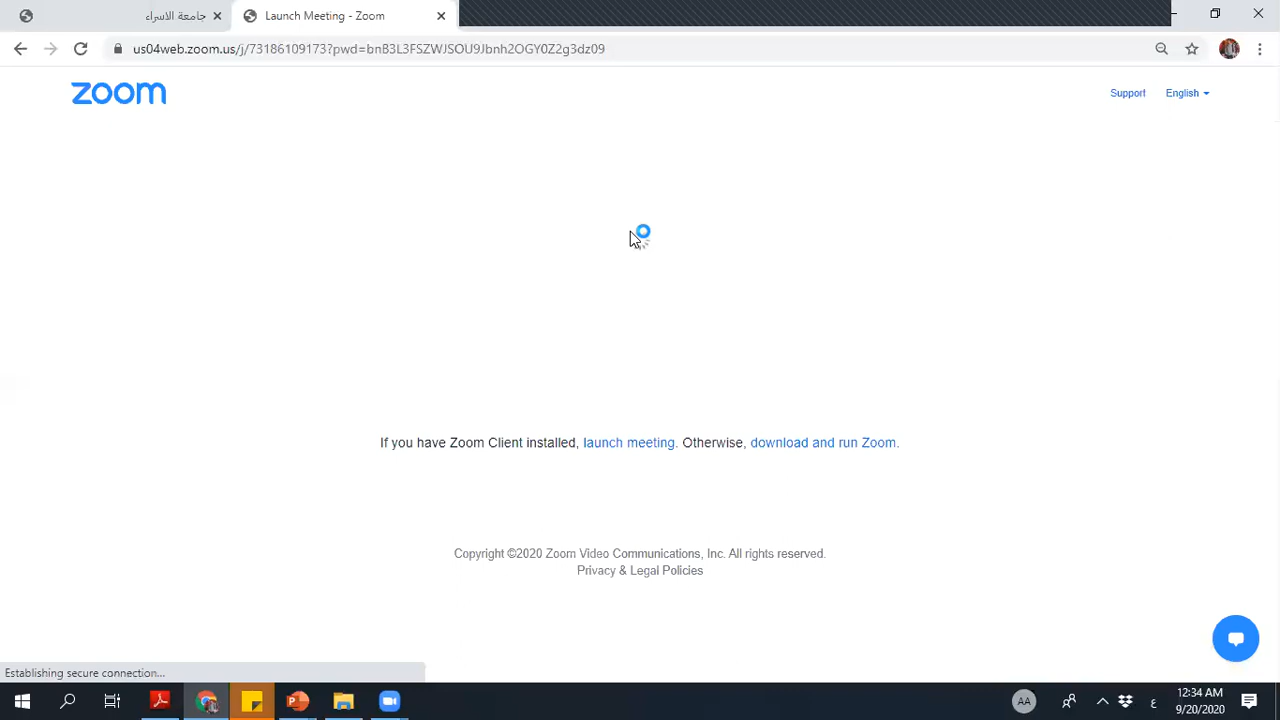 جامعة الاسراء
Launch Meeting - Zoom
us04web.zoom.us/j/73186109173?pwd=bnB3L3FSZWJSOU9Jbnh2OGY0Z2g3dz09
zoom
Support
English
If you have Zoom Client installed, launch meeting. Otherwise, download and run Zoom.
Copyright ©2020 Zoom Video Communications, Inc. All rights reserved.
Privacy & Legal Policies
Establishing secure connection...
AA
ع
12:34 AM
9/20/2020